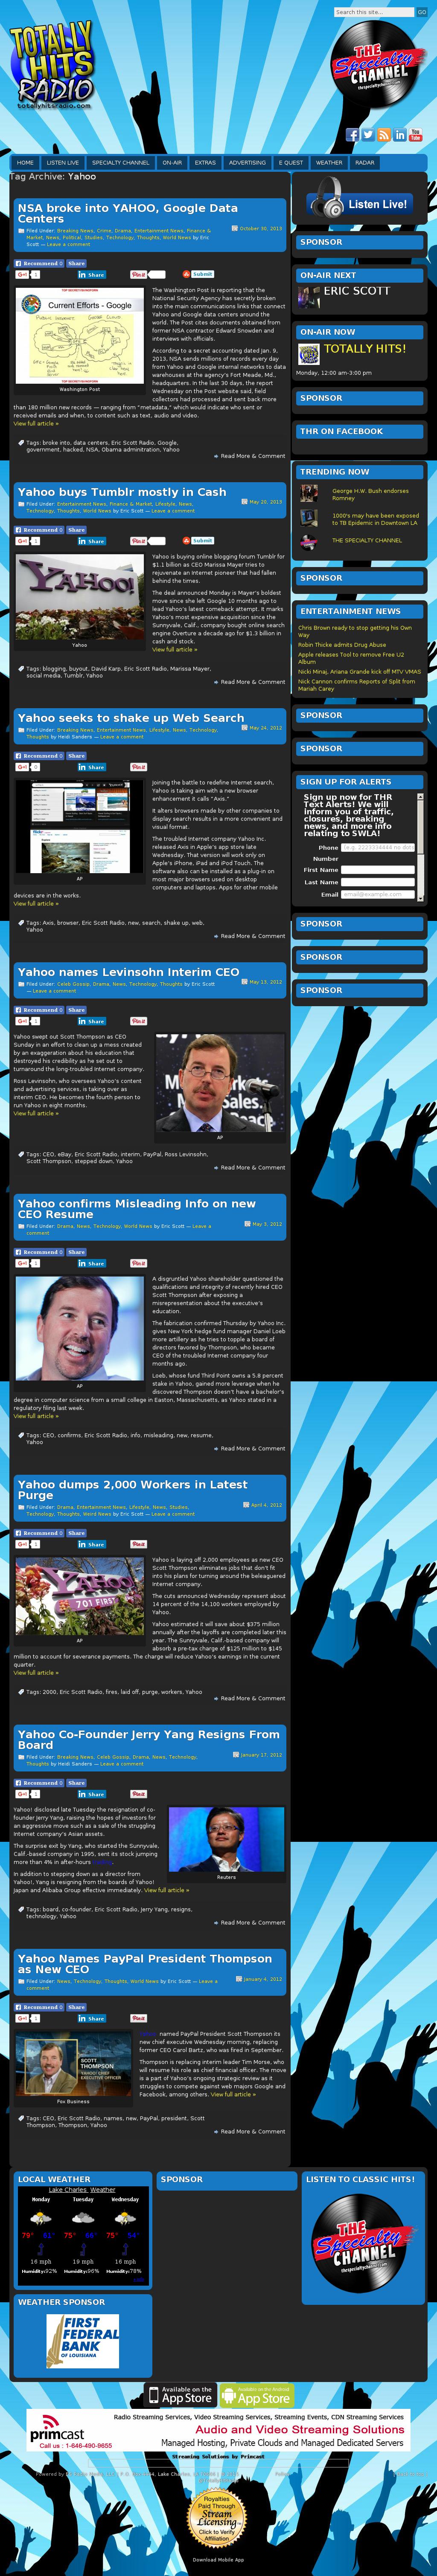 Search this site...
GO
TOTALLY
HITS
RADIO
totallyhitsradio.com
THE
SPECIALTY
CHANNEL
thespecialtychannel.com
HOME
LISTEN LIVE
SPECIALTY CHANNEL
ON-AIR
EXTRAS
ADVERTISING
E QUEST
WEATHER
RADAR
Tag Archive: Yahoo
NSA broke into YAHOO, Google Data Centers
October 30, 2013
Filed Under: Breaking News, Crime, Drama, Entertainment News, Finance &
Market, News, Political, Studies, Technology, Thoughts, World News by Eric
Scott — Leave a comment
Recommend 0 Share
1
Share
Pin it
Submit
Washington Post
The Washington Post is reporting that the
National Security Agency has secretly broken
into the main communications links that connect
Yahoo and Google data centers around the
world. The Post cites documents obtained from
former NSA contractor Edward Snowden and
interviews with officials.
According to a secret accounting dated Jan. 9,
2013, NSA sends millions of records every day
from Yahoo and Google internal networks to data
warehouses at the agency's Fort Meade, Md.,
headquarters. In the last 30 days, the report
Wednesday on the Post website said, field
collectors had processed and sent back more
than 180 million new records — ranging from "metadata," which would indicate who sent or
received emails and when, to content such as text, audio and video.
View full article »
Tags: broke into, data centers, Eric Scott Radio, Google,
government, hacked, NSA, Obama adminitration, Yahoo
Read More & Comment
Yahoo buys Tumblr mostly in Cash
May 20, 2013
Filed Under: Entertainment News, Finance & Market, Lifestyle, News,
Technology, Thoughts, World News by Eric Scott — Leave a comment
Recommend 0 Share
1
Share
Pin it
Submit
YAHOO!
Yahoo
Yahoo is buying online blogging forum Tumblr for
$1.1 billion as CEO Marissa Mayer tries to
rejuvenate an Internet pioneer that had fallen
behind the times.
The deal announced Monday is Mayer's boldest
move since she left Google 10 months ago to
lead Yahoo's latest comeback attempt. It marks
Yahoo's most expensive acquisition since the
Sunnyvale, Calif., company bought online search
engine Overture a decade ago for $1.3 billion in
cash and stock.
View full article »
Tags: blogging, buyout, David Karp, Eric Scott Radio, Marissa Mayer,
social media, Tumblr, Yahoo
Read More & Comment
Yahoo seeks to shake up Web Search
May 24, 2012
Filed Under: Breaking News, Entertainment News, Lifestyle, News, Technology,
Thoughts by Heidi Sanders — Leave a comment
Recommend 0 Share
0
Share
Pin it
AP
Joining the battle to redefine Internet search,
Yahoo is taking aim with a new browser
enhancement it calls "Axis."
It alters browsers made by other companies to
display search results in a more convenient and
visual format.
The troubled Internet company Yahoo Inc.
released Axis in Apple's app store late
Wednesday. That version will work only on
Apple's iPhone, iPad and iPod Touch. The
software can also be installed as a plug-in on
most major browsers used on desktop
computers and laptops. Apps for other mobile
devices are in the works.
View full article »
Tags: Axis, browser, Eric Scott Radio, new, search, shake up, web,
Yahoo
Read More & Comment
Yahoo names Levinsohn Interim CEO
May 13, 2012
Filed Under: Celeb Gossip, Drama, News, Technology, Thoughts by Eric Scott
— Leave a comment
Recommend 0 Share
1
Share
Pin it
Yahoo swept out Scott Thompson as CEO
Sunday in an effort to clean up a mess created
by an exaggeration about his education that
destroyed his credibility as he set out to
turnaround the long-troubled Internet company.
Ross Levinsohn, who oversees Yahoo's content
and advertising services, is taking over as
interim CEO. He becomes the fourth person to
run Yahoo in eight months.
View full article »
AP
Tags: CEO, eBay, Eric Scott Radio, interim, PayPal, Ross Levinsohn,
Scott Thompson, stepped down, Yahoo
Read More & Comment
Yahoo confirms Misleading Info on new CEO Resume
May 3, 2012
Filed Under: Drama, News, Technology, World News by Eric Scott — Leave a
comment
Recommend 0 Share
1
Share
Pin it
AP
A disgruntled Yahoo shareholder questioned the
qualifications and integrity of recently hired CEO
Scott Thompson after exposing a
misrepresentation about the executive's
education.
The fabrication confirmed Thursday by Yahoo Inc.
gives New York hedge fund manager Daniel Loeb
more artillery as he tries to topple a board of
directors favored by Thompson, who became
CEO of the troubled Internet company four
months ago.
Loeb, whose fund Third Point owns a 5.8 percent
stake in Yahoo, gained more leverage when he
discovered Thompson doesn't have a bachelor's
degree in computer science from a small college in Easton, Massachusetts, as Yahoo stated in a
regulatory filing last week.
View full article »
Tags: CEO, confirms, Eric Scott Radio, info, misleading, new, resume,
Yahoo
Read More & Comment
Yahoo dumps 2,000 Workers in Latest Purge
April 4, 2012
Filed Under: Drama, Entertainment News, Lifestyle, News, Studies,
Technology, Thoughts, Weird News by Eric Scott — Leave a comment
Recommend 0 Share
1
Share
Pin it
YAHOO!
701 FIRST
AP
Yahoo is laying off 2,000 employees as new CEO
Scott Thompson eliminates jobs that don't fit
into his plans for turning around the beleaguered
Internet company.
The cuts announced Wednesday represent about
14 percent of the 14,100 workers employed by
Yahoo.
Yahoo estimated it will save about $375 million
annually after the layoffs are completed later this
year. The Sunnyvale, Calif.-based company will
absorb a pre-tax charge of $125 million to $145
million to account for severance payments. The charge will reduce Yahoo's earnings in the current
quarter.
View full article »
Tags: 2000, Eric Scott Radio, fires, laid off, purge, workers, Yahoo
Read More & Comment
Yahoo Co-Founder Jerry Yang Resigns From Board
January 17, 2012
Filed Under: Breaking News, Celeb Gossip, Drama, News, Technology,
Thoughts by Heidi Sanders — Leave a comment
Recommend 0 Share
1
Share
Pin it
Yahoo! disclosed late Tuesday the resignation of co-
founder Jerry Yang, raising the hopes of investors for
an aggressive move such as a sale of the struggling
Internet company's Asian assets.
The surprise exit by Yang, who started the Sunnyvale,
Calif.-based company in 1995, sent its stock jumping
more than 4% in after-hours
In addition to stepping down as a director from
Yahoo!, Yang is resigning from the boards of Yahoo!
Japan and Alibaba Group effective immediately. View full article »
Reuters
Tags: board, co-founder, Eric Scott Radio, Jerry Yang, resigns,
technology, Yahoo
Read More & Comment
Yahoo Names PayPal President Thompson as New CEO
January 4, 2012
Filed Under: News, Technology, Thoughts, World News by Eric Scott — Leave a
comment
Recommend 0 Share
1
Share
Pin it
SCOTT
THOMPSON
Fox Business
named PayPal President Scott Thompson its
new chief executive Wednesday morning, replacing
former CEO Carol Bartz, who was fired in September.
Thompson is replacing interim leader Tim Morse, who
will resume his role as chief financial officer. The move
is part of Yahoo's ongoing strategic review as it
struggles to compete against web majors Google and
Facebook, among others. View full article »
Tags: CEO, Eric Scott Radio, names, new, PayPal, president, Scott
Thompson, Thompson, Yahoo
Read More & Comment
Listen Live!
SPONSOR
ON-AIR NEXT
ERIC SCOTT
ON-AIR NOW
TOTALLY HITS!
Monday, 12:00 am-3:00 pm
SPONSOR
THR ON FACEBOOK
TRENDING NOW
George H.W. Bush endorses
Romney
1000's may have been exposed
to TB Epidemic in Downtown LA
THE SPECIALTY CHANNEL
SPONSOR
ENTERTAINMENT NEWS
Chris Brown ready to stop getting his Own
Way
Robin Thicke admits Drug Abuse
Apple releases Tool to remove Free U2
Album
Nicki Minaj, Ariana Grande kick off MTV VMAS
Nick Cannon confirms Reports of Split from
Mariah Carey
SPONSOR
SPONSOR
SIGN UP FOR ALERTS
Sign up now for THR
Text Alerts! We will
inform you of traffic,
closures, breaking
news, and more info
relating to SWLA!
Phone Number
(e.g. 2223334444 no dots
First Name
Last Name
Email
email@example.com
SPONSOR
SPONSOR
SPONSOR
LOCAL WEATHER
Lake Charles Weather
Monday Tuesday Wednesday
79° 75° 75°
16 mph 19 mph 16 mph
Humidity:92% Humidity:96% Humidity:78%
WEATHER SPONSOR
FIRST
FEDERAL
BANK
OF LOUISIANA
SPONSOR
LISTEN TO CLASSIC HITS!
THE
SPECIALTY
CHANNEL
thespecialtychannel.com
Available on the
App Store
Available on the Android
App Store
primcast
Call us : 1-646-490-9655
Radio Streaming Services, Video Streaming Services, Streaming Events, CDN Streaming Services
Audio and Video Streaming Solutions
Managed Hosting, Private Clouds and Managed Dedicated Servers
Streaming Solutions by Primcast
Royalties
Paid Through
Stream
Licensing
Click to Verify
Affiliation
Download Mobile App